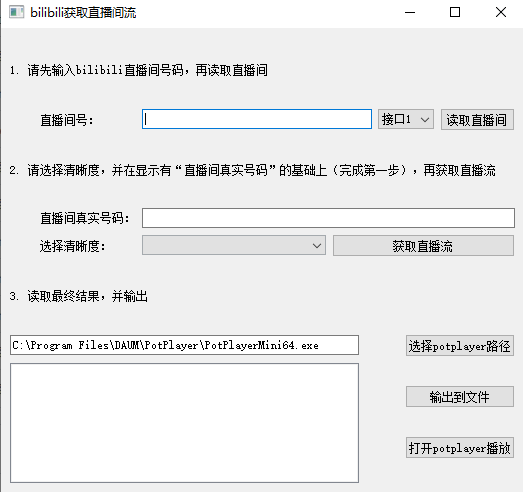 bilibili获取直播间流
1. 请先输入bilibili直播间号码，再读取直播间
直播间号： 接口1 读取直播间
2. 请选择清晰度，并在显示有“直播间真实号码”的基础上（完成第一步），再获取直播流
直播间真实号码：
选择清晰度： 获取直播流
3. 读取最终结果，并输出
C:\Program Files\DAUM\PotPlayer\PotPlayerMini64.exe 选择potplayer路径
输出到文件
打开potplayer播放